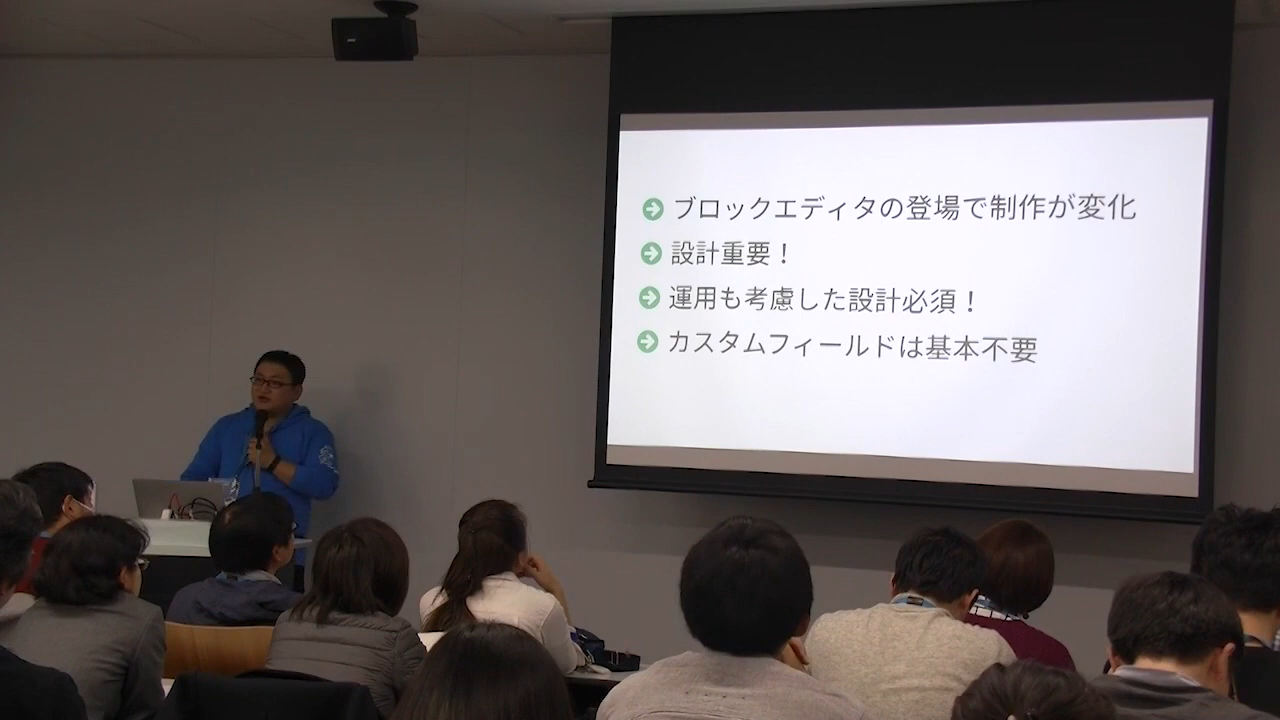 ブロックエディタの登場で制作が変化
設計重要！
運用も考慮した設計必須！
カスタムフィールドは基本不要